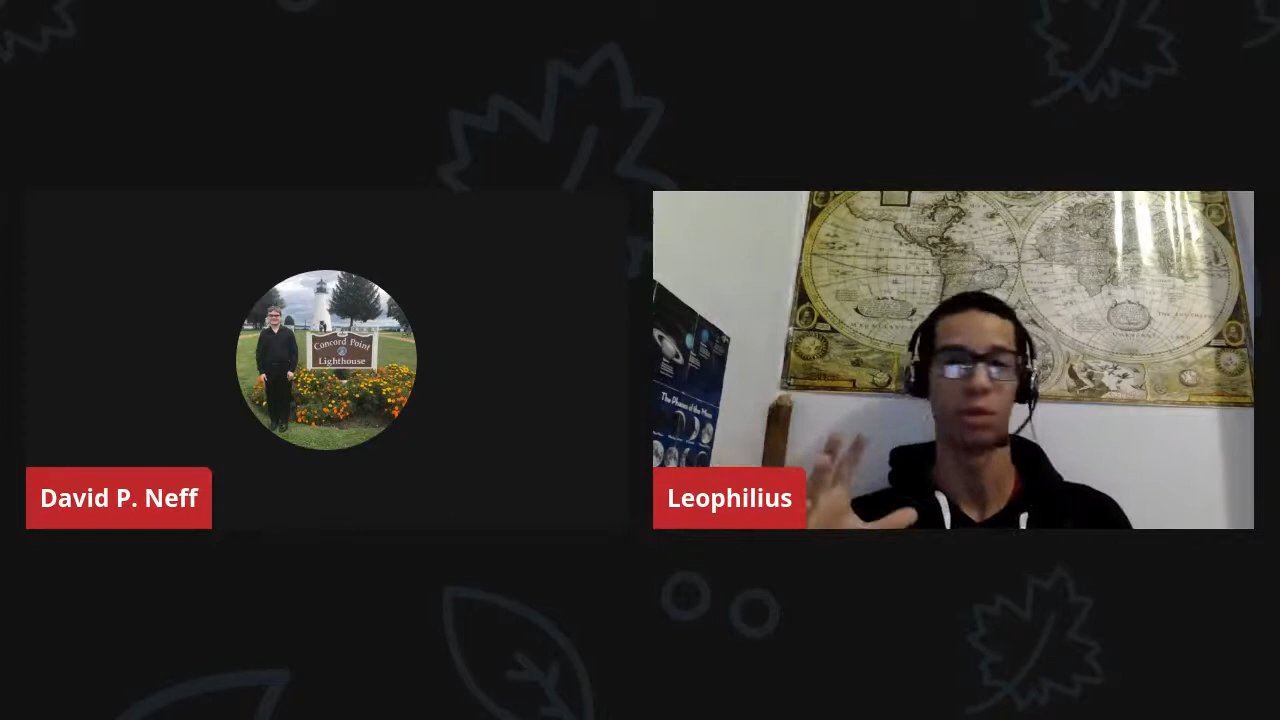 Concord Point
Lighthouse
David P. Neff
The Phases of the Moon
Leophilius